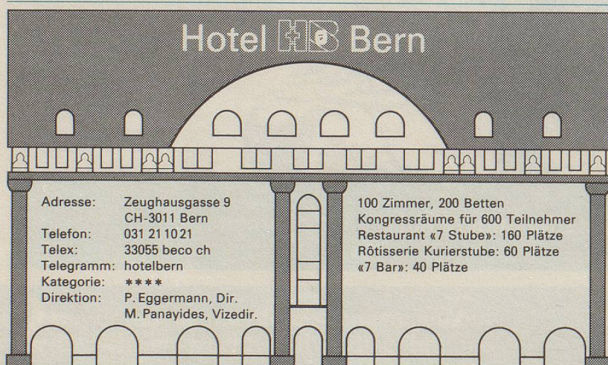 Hotel HB Bern
Adresse: Zeughausgasse 9
CH-3011 Bern
Telefon: 031 21 10 21
Telex: 33055 beco ch
Telegramm: hotelbern
Kategorie: ****
Direktion: P. Eggermann, Dir.
M. Panayides, Vizedir.
100 Zimmer, 200 Betten
Kongressräume für 600 Teilnehmer
Restaurant «7 Stube»: 160 Plätze
Rôtisserie Kurierstube: 60 Plätze
«7 Bar»: 40 Plätze